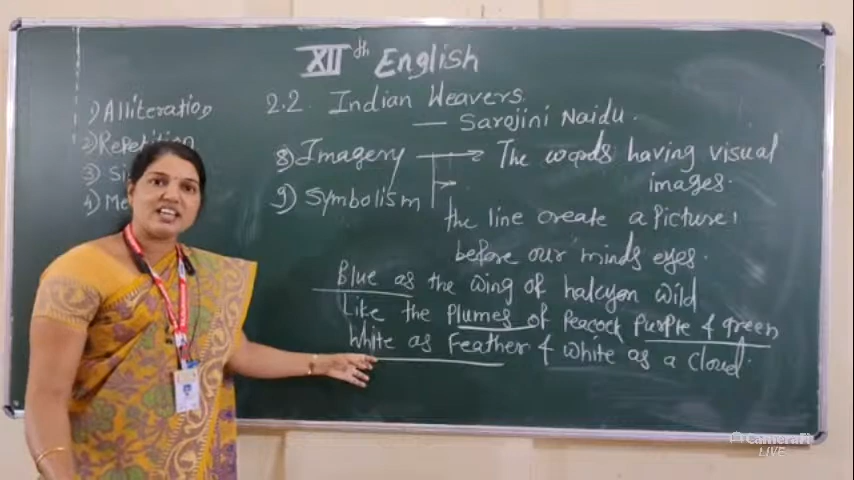 XIIth English
2.2. Indian Weavers.
— Sarojini Naidu.
1) Alliteration
2) Repetition
3) Si
4) Me
8) Imagery → The words having visual
images.
9) Symbolism
the line create a picture,
before our minds eyes.
Blue as the wing of halcyon wild
Like the Plumes of Peacock Purple & green
White as Feather & white as a cloud.
CameraFi
LIVE